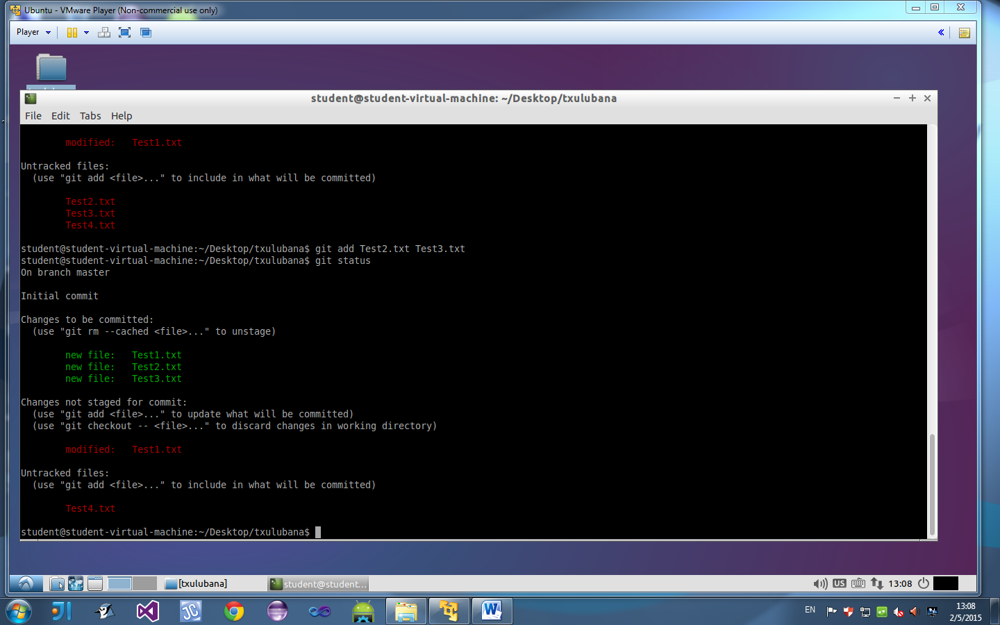 Ubuntu - VMware Player (Non-commercial use only)
Player
student@student-virtual-machine: ~/Desktop/txulubana
File Edit Tabs Help
modified: Test1.txt
Untracked files:
(use "git add <file>..." to include in what will be committed)
Test2.txt
Test3.txt
Test4.txt
student@student-virtual-machine:~/Desktop/txulubana$ git add Test2.txt Test3.txt
student@student-virtual-machine:~/Desktop/txulubana$ git status
On branch master
Initial commit
Changes to be committed:
(use "git rm --cached <file>..." to unstage)
new file: Test1.txt
new file: Test2.txt
new file: Test3.txt
Changes not staged for commit:
(use "git add <file>..." to update what will be committed)
(use "git checkout -- <file>..." to discard changes in working directory)
modified: Test1.txt
Untracked files:
(use "git add <file>..." to include in what will be committed)
Test4.txt
student@student-virtual-machine:~/Desktop/txulubana$
[txulubana] student@student... US 13:08
EN 13:08
2/5/2015